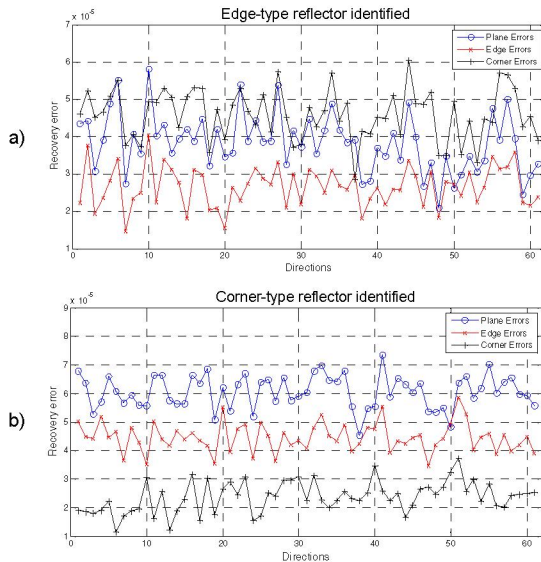 Edge-type reflector identified
x 10⁻⁵
7
6
5
4
3
2
1
Recovery error
a)
Plane Errors
Edge Errors
Corner Errors
0 10 20 30 40 50 60 70
Directions
Corner-type reflector identified
x 10⁻⁵
9
8
7
6
5
4
3
2
1
Recovery error
b)
Plane Errors
Edge Errors
Corner Errors
0 10 20 30 40 50 60
Directions